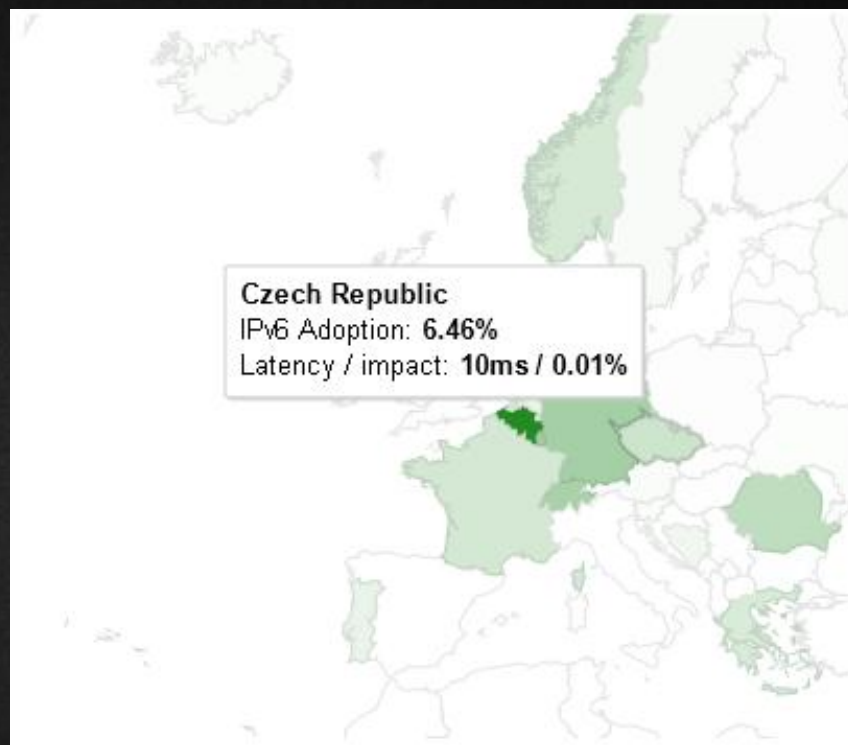 Czech Republic
IPv6 Adoption: 6.46%
Latency / impact: 10ms / 0.01%